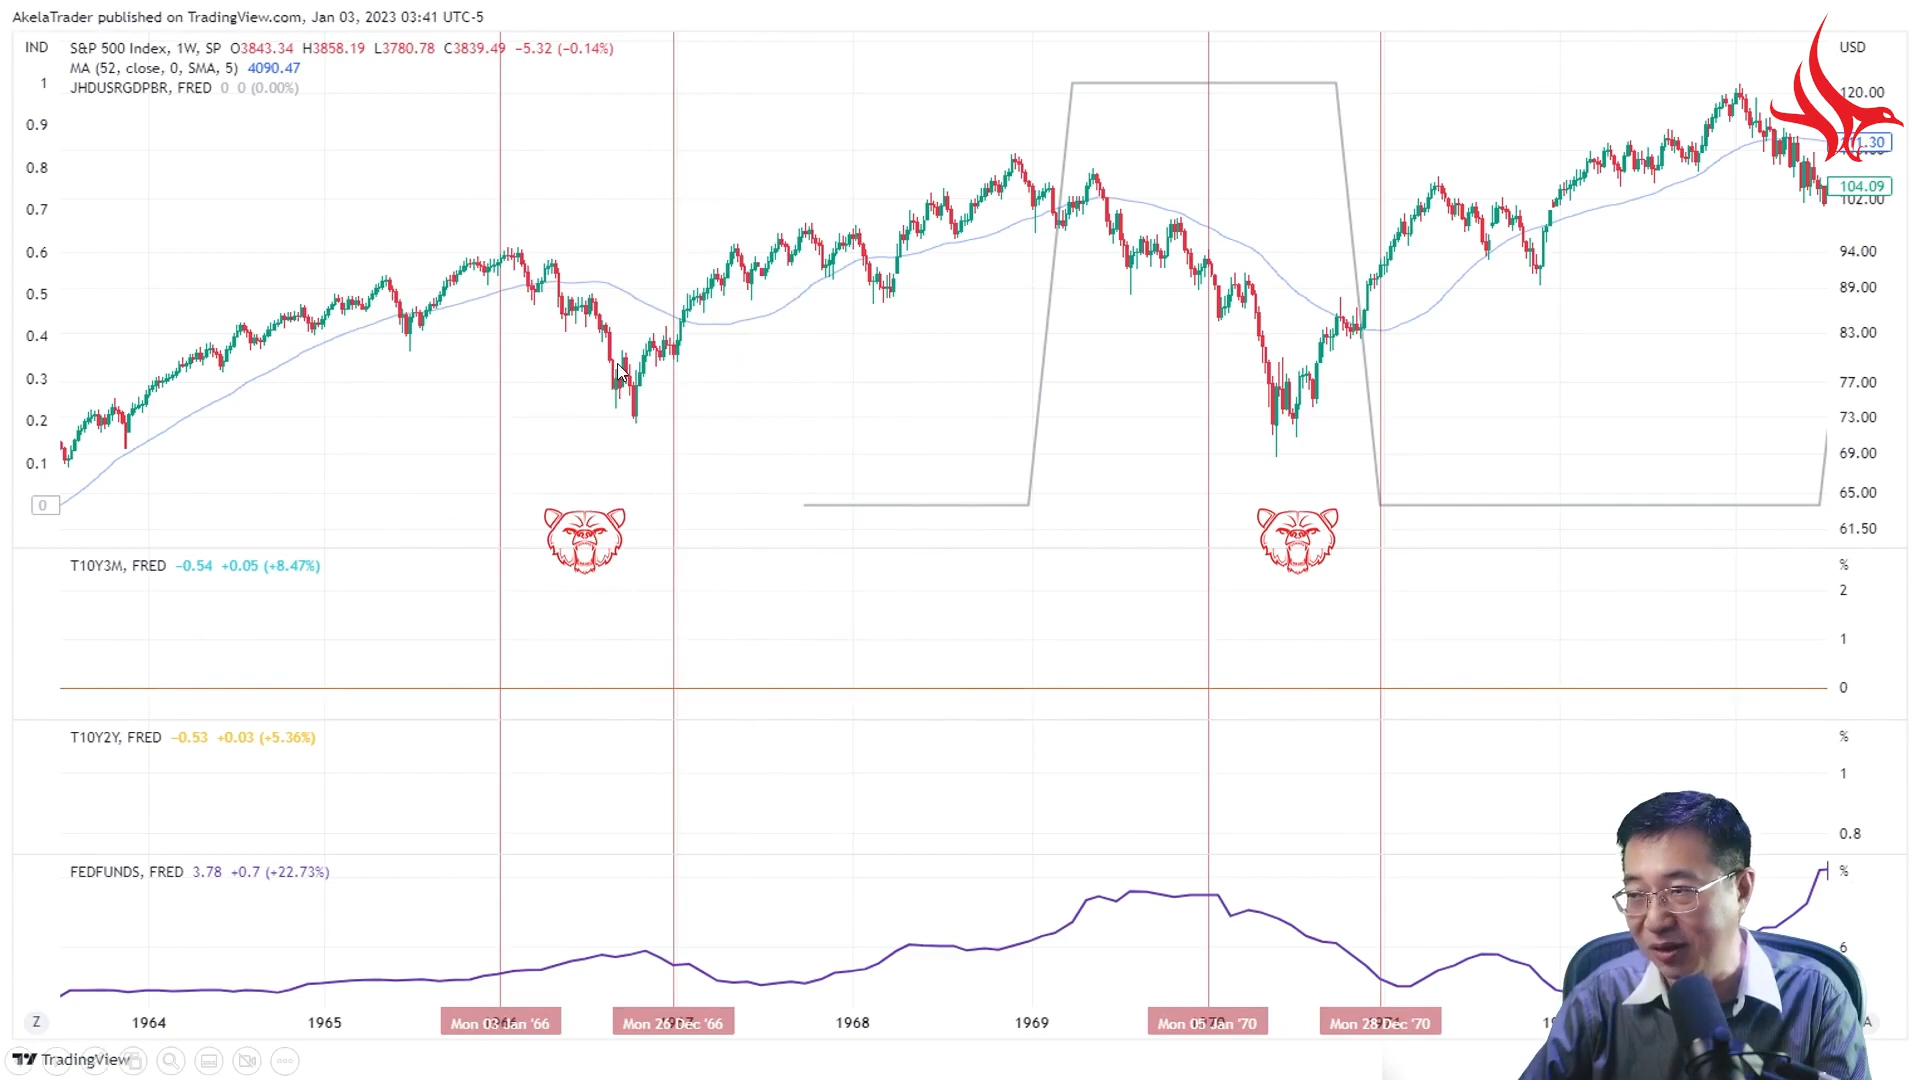 AkelaTrader published on TradingView.com, Jan 03, 2023 03:41 UTC-5
IND
S&P 500 Index, 1W, SP O3843.34 H3858.19 L3780.78 C3839.49 −5.32 (−0.14%)
USD
MA (52, close, 0, SMA, 5) 4090.47
JHDUSRGDPBR, FRED 0 0 (0.00%)
1
0.9
0.8
0.7
0.6
0.5
0.4
0.3
0.2
0.1
0
120.00
104.09
102.00
94.00
89.00
83.00
77.00
73.00
69.00
65.00
61.50
T10Y3M, FRED −0.54 +0.05 (+8.47%)
%
2
1
0
T10Y2Y, FRED −0.53 +0.03 (+5.36%)
%
1
0.8
FEDFUNDS, FRED 3.78 +0.7 (+22.73%)
%
6
Z
1964
1965
Mon 03 Jan '66
Mon 26 Dec '66
1968
1969
Mon 05 Jan '70
Mon 28 Dec '70
A
TradingView